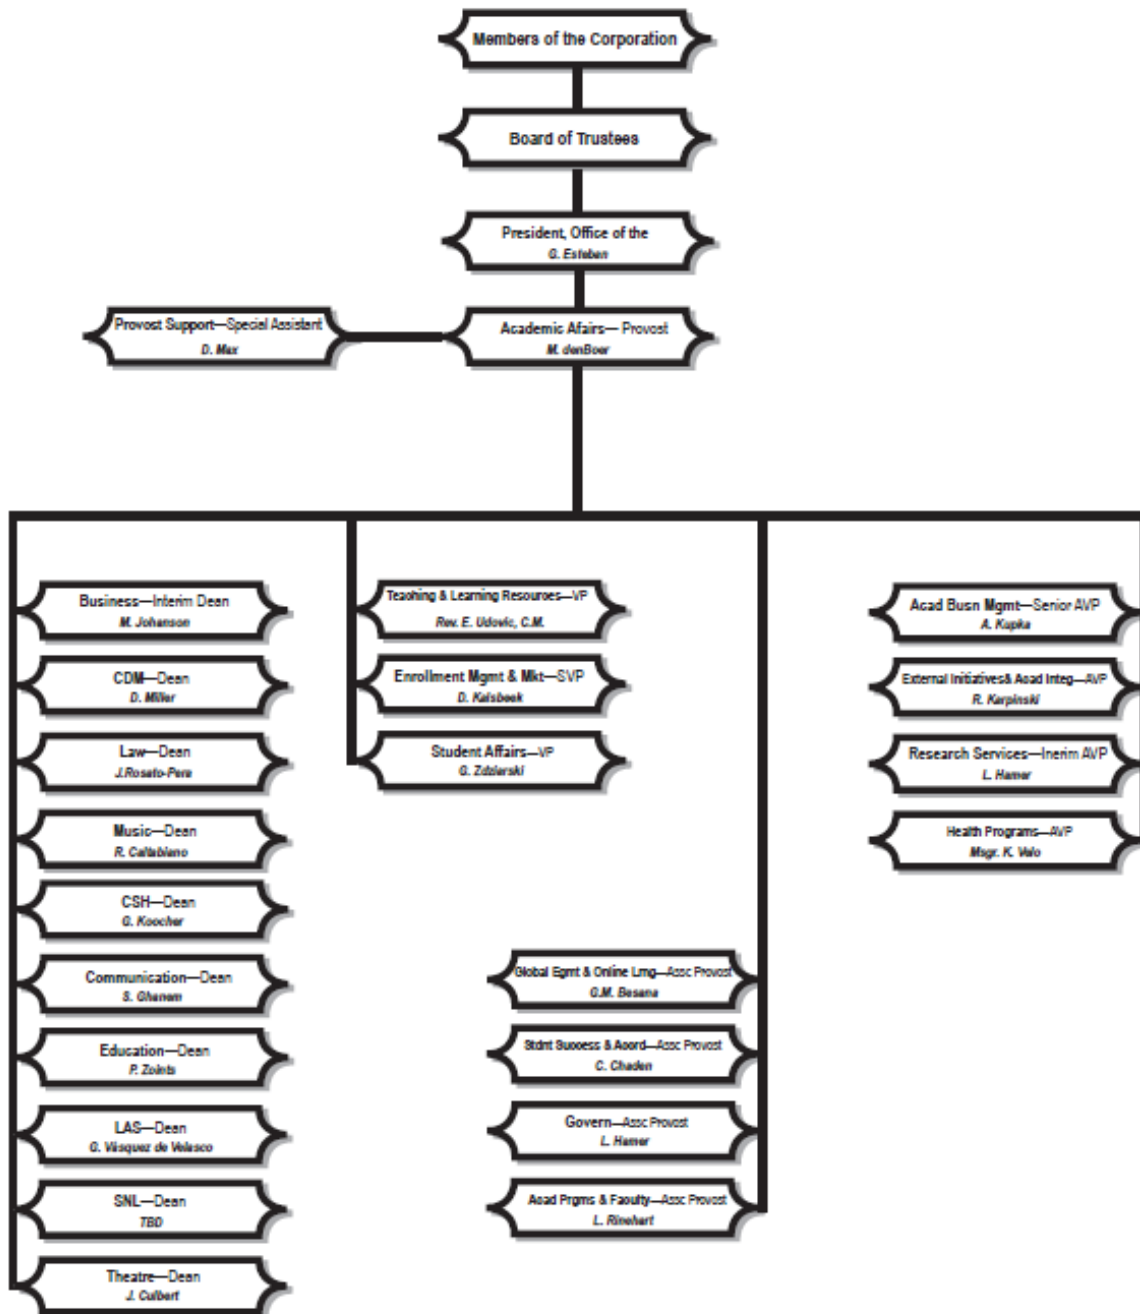 Members of the Corporation
Board of Trustees
President, Office of the
G. Esteben
Provost Support—Special Assistant
D. Max
Academic Afairs— Provost
M. denBoer
Business—Interim Dean
M. Johanson
CDM—Dean
D. Miller
Law—Dean
J.Rosato-Perea
Music—Dean
R. Caltabiano
CSH—Dean
G. Koocher
Communication—Dean
S. Ghanem
Education—Dean
P. Zoints
LAS—Dean
G. Vásquez de Velasco
SNL—Dean
TBD
Theatre—Dean
J. Culbert
Teaching & Learning Resources—VP
Rev. E. Udovic, C.M.
Enrollment Mgmt & Mkt—SVP
D. Kalsbeek
Student Affairs—VP
G. Zdzierski
Global Egmt & Online Lrng—Assc Provost
G.M. Besana
Stdnt Success & Accrd—Assc Provost
C. Chaden
Govern—Assc Provost
L. Hamer
Acad Prgms & Faculty—Assc Provost
L. Rinehart
Acad Busn Mgmt—Senior AVP
A. Kupka
External Initiatives& Acad Integ—AVP
R. Karpinski
Research Services—Inerim AVP
L. Hamer
Health Programs—AVP
Msgr. K. Velo